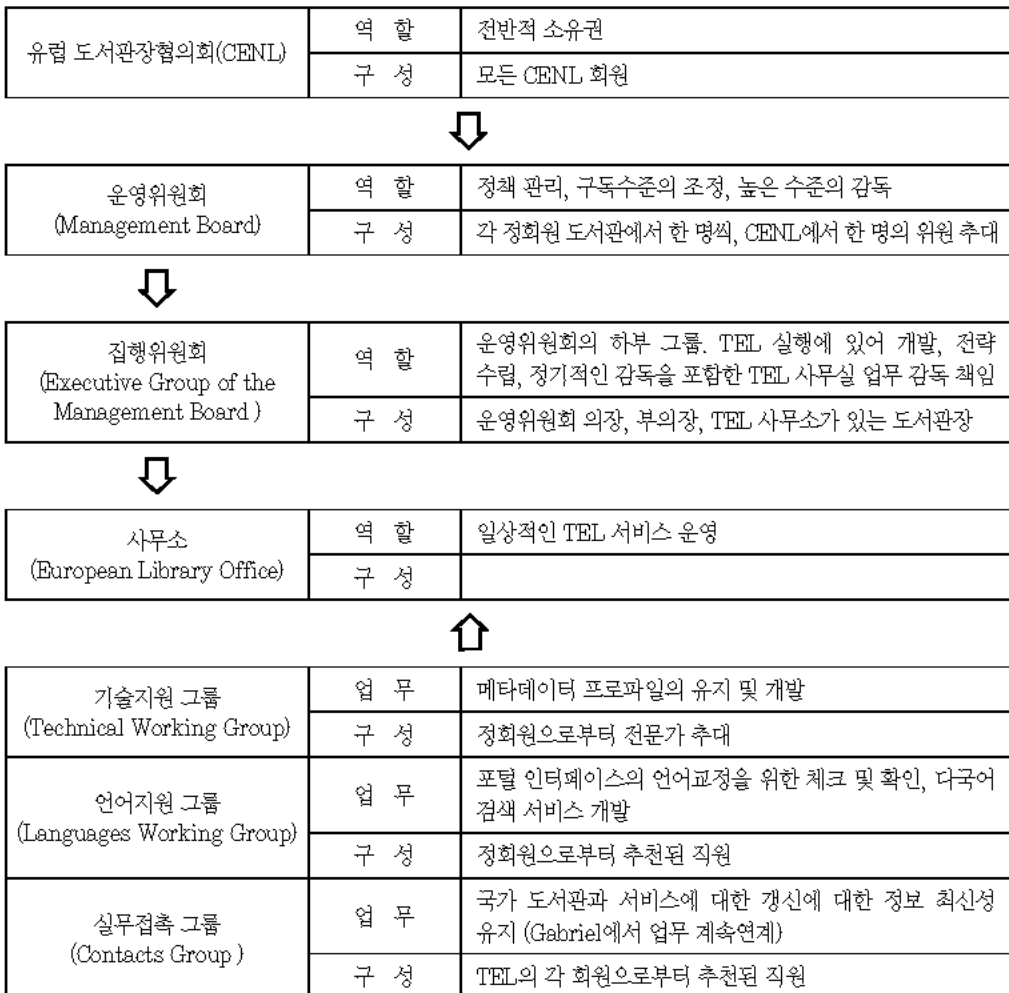 유럽 도서관장협의회(CENL)
역 할
전반적 소유권
구 성
모든 CENL 회원
운영위원회
(Management Board)
역 할
정책 관리, 구독수준의 조정, 높은 수준의 감독
구 성
각 정회원 도서관에서 한 명씩, CENL에서 한 명의 위원 추대
집행위원회
(Executive Group of the
Management Board )
역 할
운영위원회의 하부 그룹. TEL 실행에 있어 개발, 전략
수립, 정기적인 감독을 포함한 TEL 사무실 업무 감독 책임
구 성
운영위원회 의장, 부의장, TEL 사무소가 있는 도서관장
사무소
(European Library Office)
역 할
일상적인 TEL 서비스 운영
구 성
기술지원 그룹
(Technical Working Group)
업 무
메타데이터 프로파일의 유지 및 개발
구 성
정회원으로부터 전문가 추대
언어지원 그룹
(Languages Working Group)
업 무
포털 인터페이스의 언어교정을 위한 체크 및 확인, 다국어
검색 서비스 개발
구 성
정회원으로부터 추천된 직원
실무접촉 그룹
(Contacts Group )
업 무
국가 도서관과 서비스에 대한 갱신에 대한 정보 최신성
유지 (Gabriel에서 업무 계속연계)
구 성
TEL의 각 회원으로부터 추천된 직원